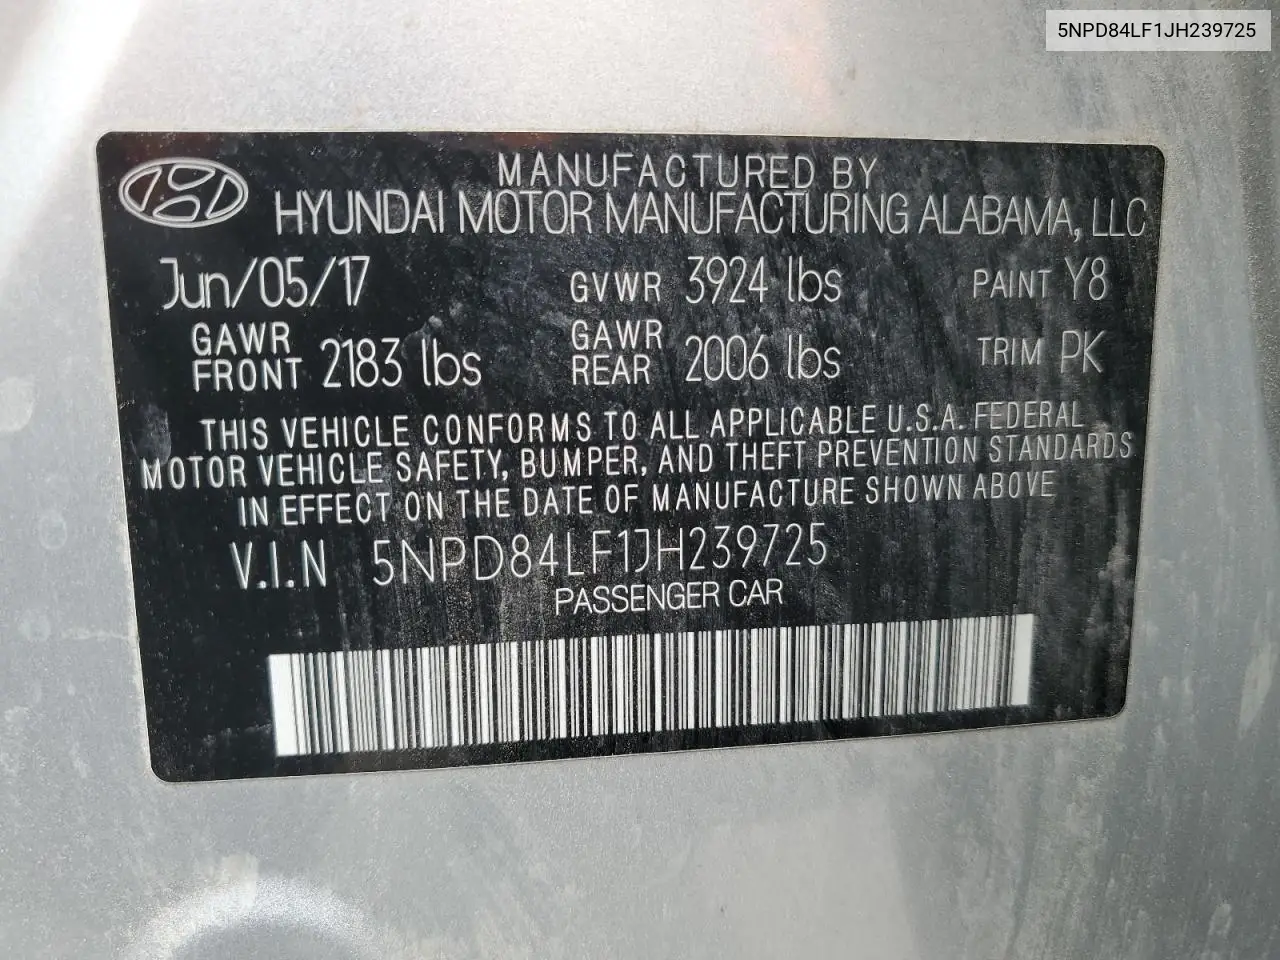 5NPD84LF1JH239725
MANUFACTURED BY
HYUNDAI MOTOR MANUFACTURING ALABAMA, LLC
Jun/05/17 GVWR 3924 lbs PAINT Y8
GAWR FRONT 2183 lbs GAWR REAR 2006 lbs TRIM PK
THIS VEHICLE CONFORMS TO ALL APPLICABLE U.S.A. FEDERAL
MOTOR VEHICLE SAFETY, BUMPER, AND THEFT PREVENTION STANDARDS
IN EFFECT ON THE DATE OF MANUFACTURE SHOWN ABOVE
V.I.N 5NPD84LF1JH239725
PASSENGER CAR